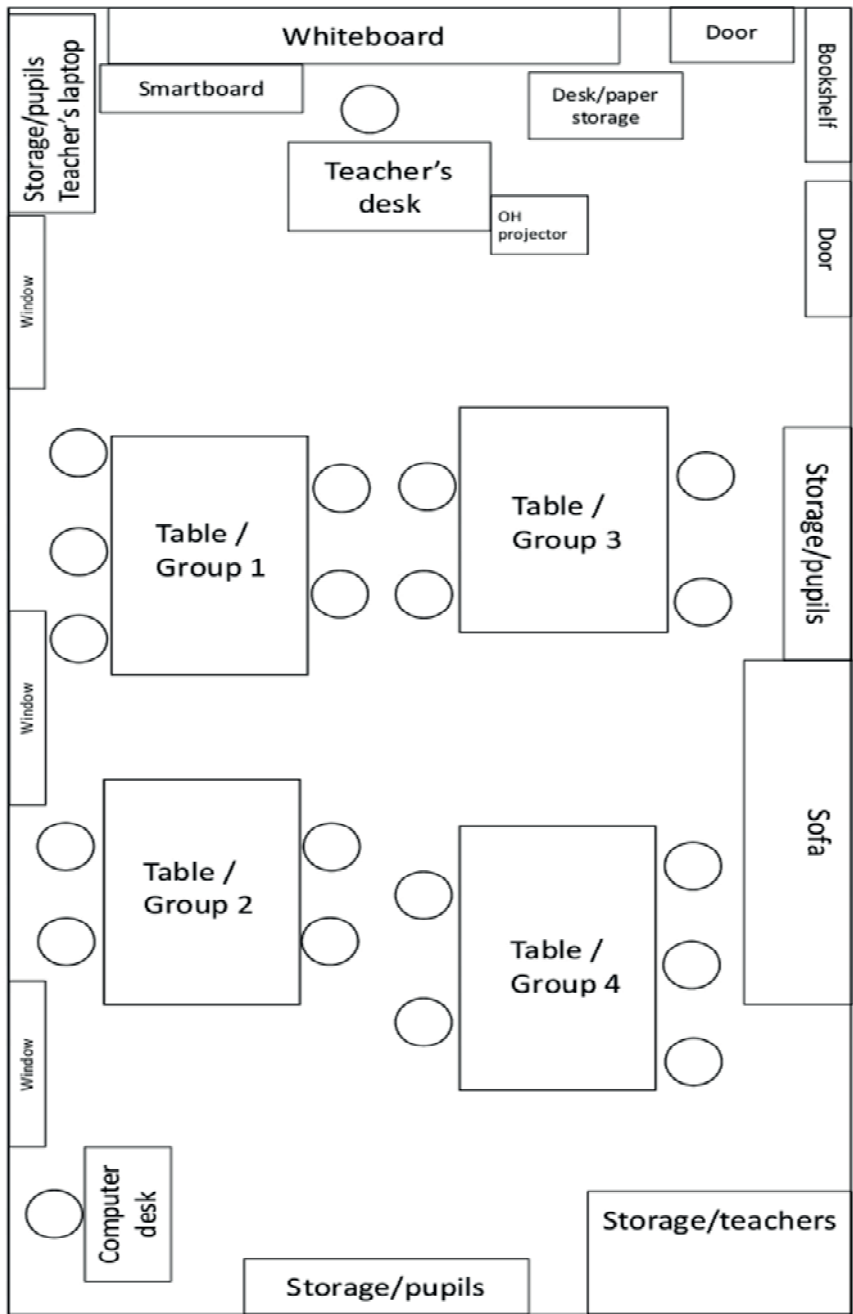 Whiteboard
Door
Storage/pupils
Teacher's laptop
Smartboard
Desk/paper
storage
Bookshelf
Teacher's
desk
OH
projector
Door
Window
Table /
Group 1
Table /
Group 3
Storage/pupils
Window
Sofa
Table /
Group 2
Table /
Group 4
Window
Computer
desk
Storage/teachers
Storage/pupils